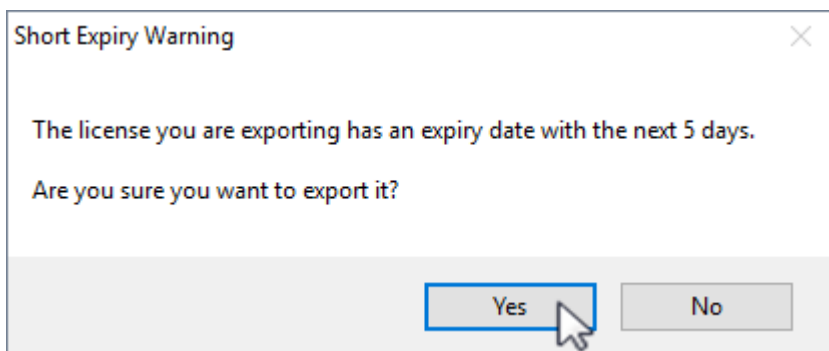 Short Expiry Warning
The license you are exporting has an expiry date with the next 5 days.
Are you sure you want to export it?
Yes
No